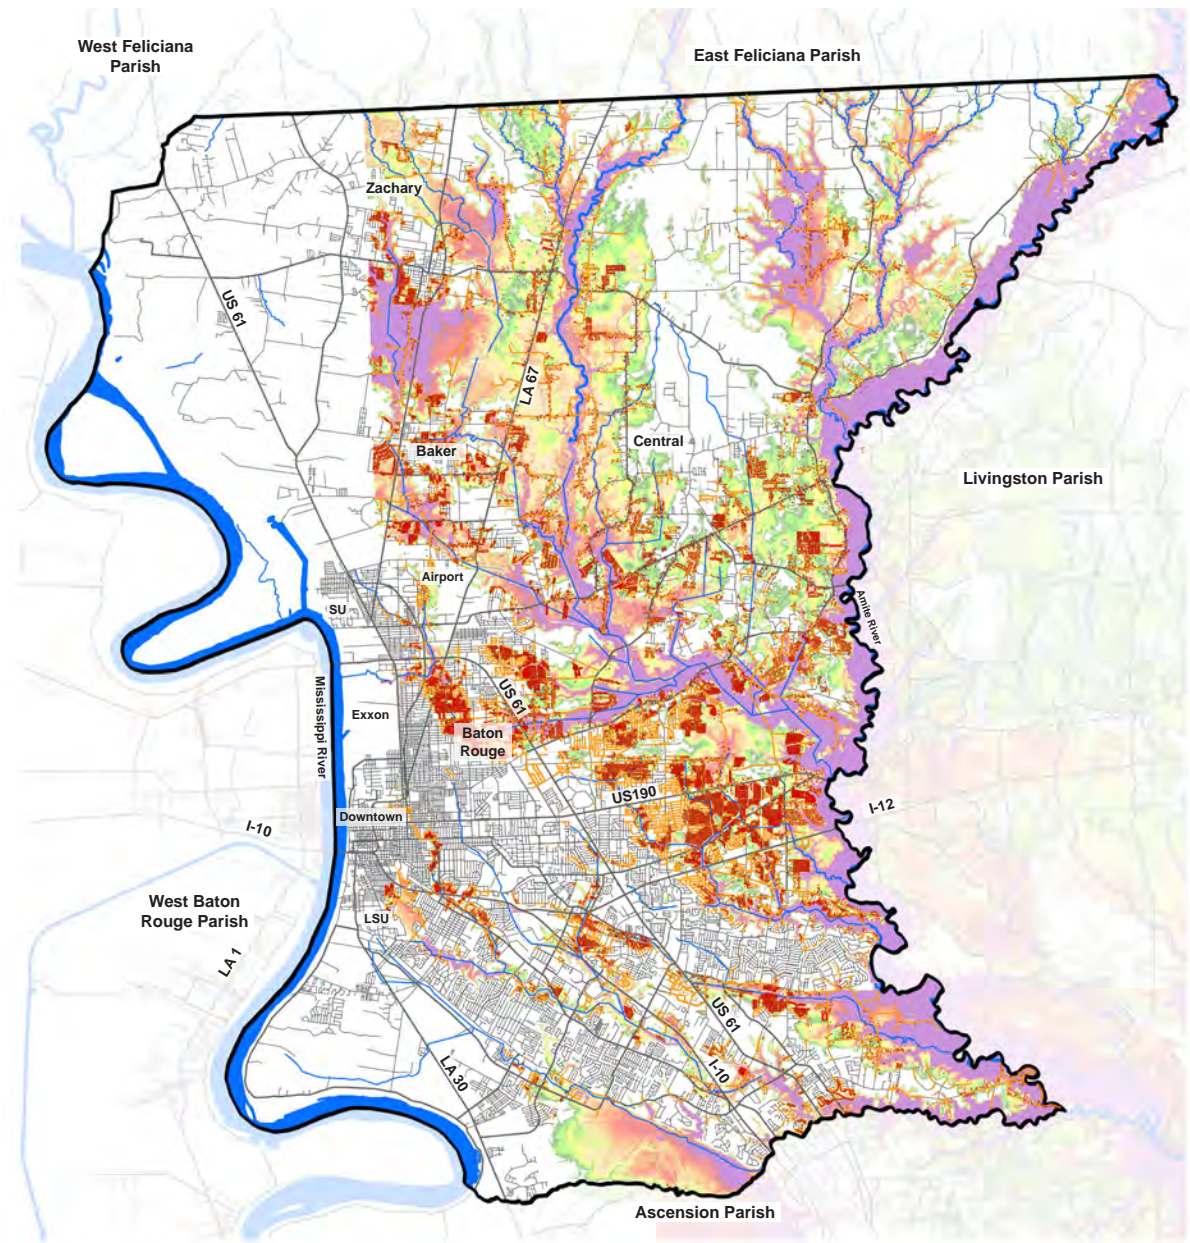 West Feliciana
Parish
East Feliciana Parish
Zachary
US 61
LA 67
Central
Baker
Livingston Parish
Airport
SU
Amite River
Mississippi River
US 61
Exxon
Baton
Rouge
US190
I-12
Downtown
I-10
West Baton
Rouge Parish
LSU
LA 1
US 61
I-10
LA 30
Ascension Parish